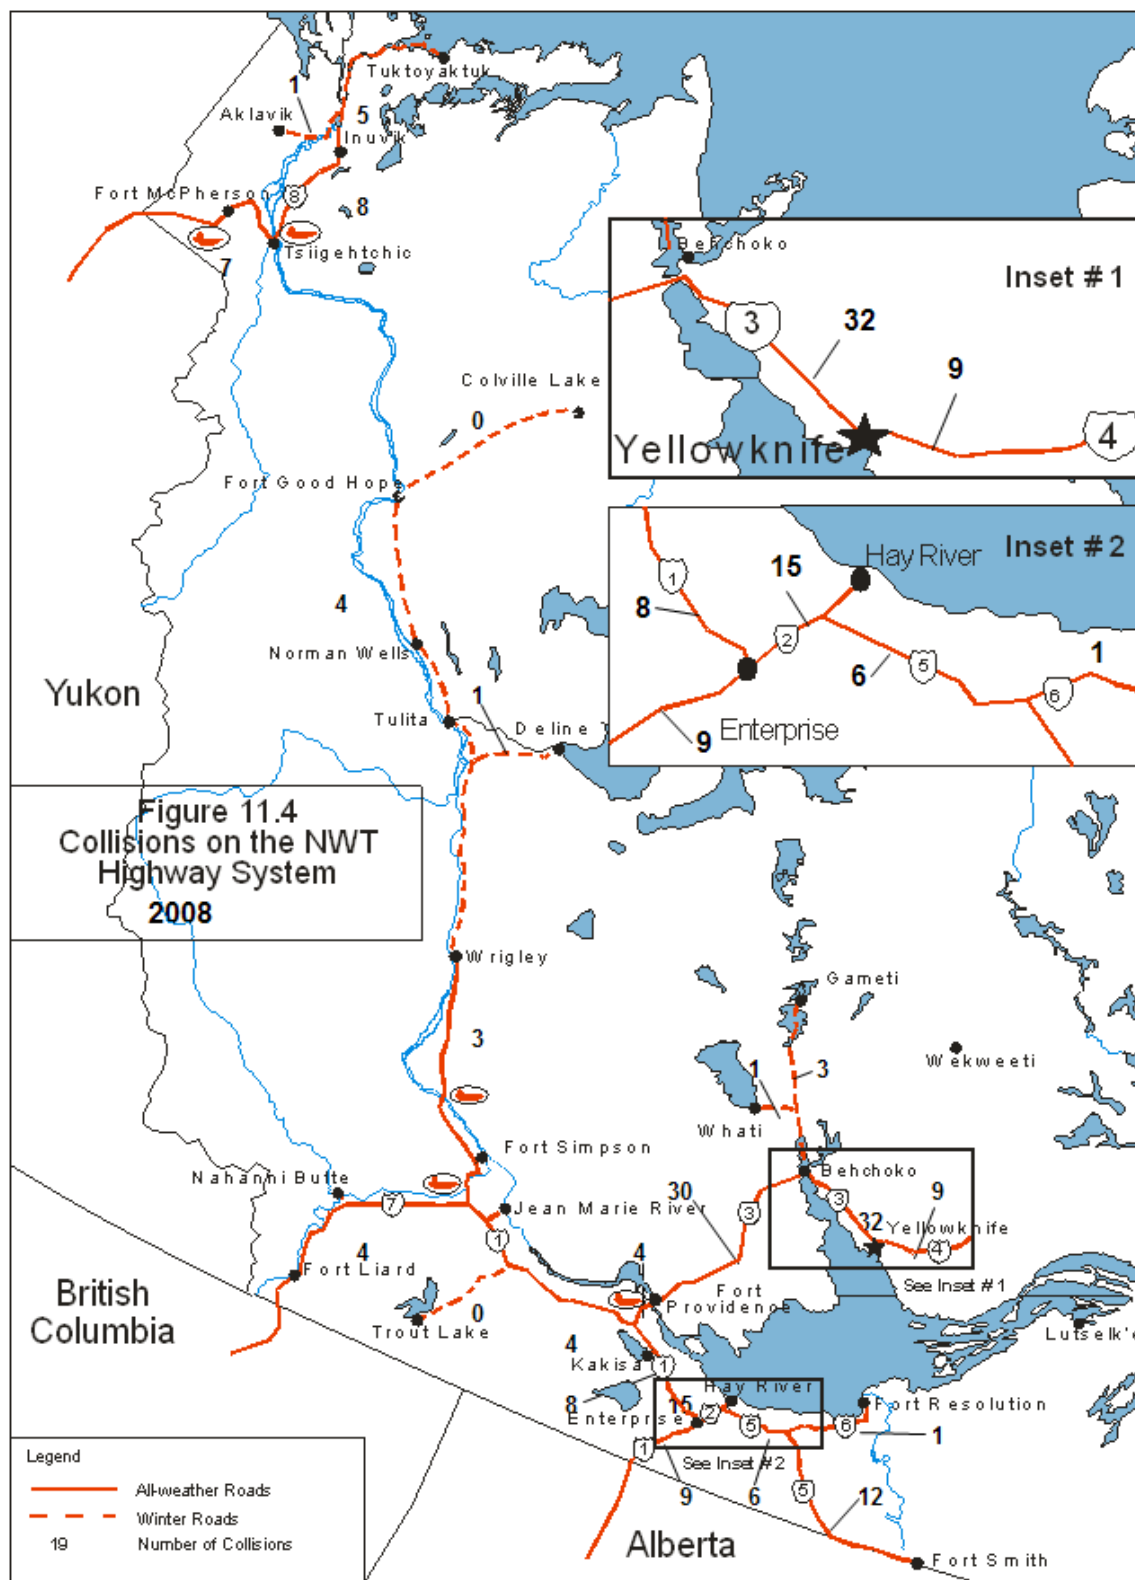 Tuktoyaktuk
1
Aklavik
5
Inuvik
Fort McPherson
8
8
Tsiigehtchic
7
Behchoko
Inset # 1
3
32
9
Yellowknife
4
Colville Lake
0
Fort Good Hope
Hay River
Inset # 2
15
1
8
2
6
5
1
6
9
Enterprise
4
Norman Wells
Yukon
1
Tulita
Deline
Figure 11.4
Collisions on the NWT
Highway System
2008
Wrigley
Gameti
3
Wekweeti
1
3
Whati
Fort Simpson
Behchoko
Nahanni Butte
30
3
9
7
Jean Marie River
3
32
Yellowknife
1
4
4
4
Fort Liard
See Inset #1
British
Columbia
Fort
Providence
0
Trout Lake
Lutselk'e
4
Kakisa
1
Hay River
8
15
Fort Resolution
Enterprise
2
5
6
1
1
See Inset #2
9
6
5
12
Legend
All-weather Roads
Winter Roads
19
Number of Collisions
Alberta
Fort Smith